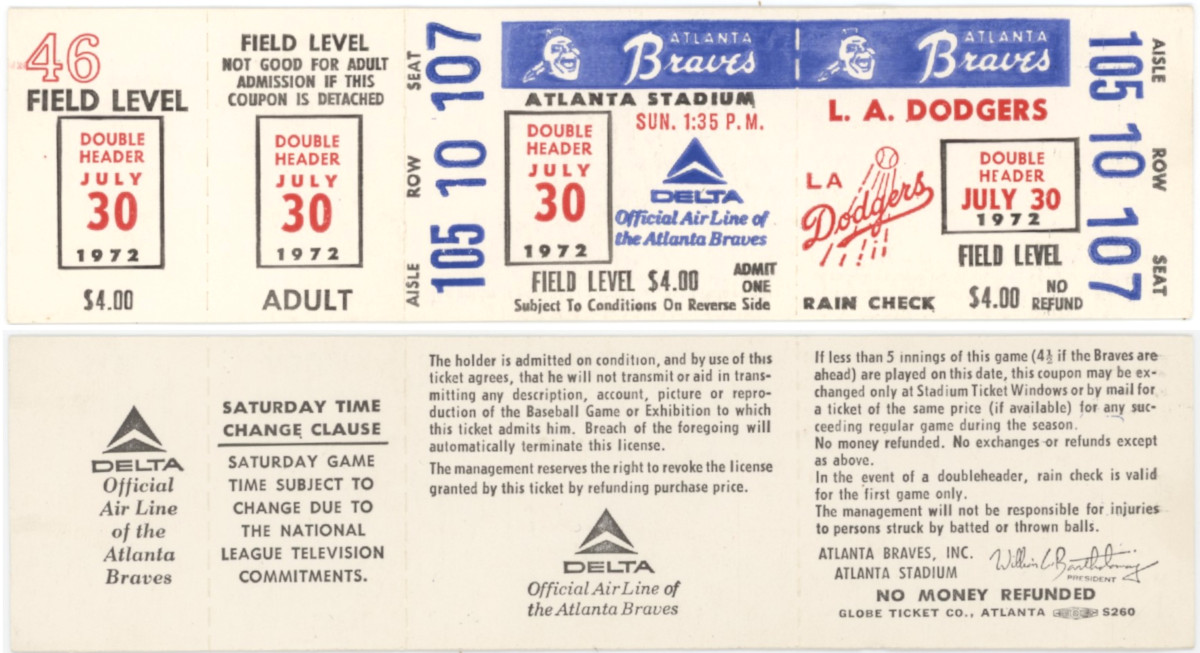 46
FIELD LEVEL
DOUBLE
HEADER
JULY
30
1972
$4.00
FIELD LEVEL
NOT GOOD FOR ADULT
ADMISSION IF THIS
COUPON IS DETACHED
DOUBLE
HEADER
JULY
30
1972
ADULT
AISLE ROW SEAT
105 10 107
ATLANTA
Braves
ATLANTA STADIUM
SUN. 1:35 P.M.
DOUBLE
HEADER
JULY
30
1972
DELTA
Official Air Line of
the Atlanta Braves
FIELD LEVEL $4.00
ADMIT
ONE
Subject To Conditions On Reverse Side
ATLANTA
Braves
L. A. DODGERS
LA
Dodgers
DOUBLE
HEADER
JULY 30
1972
FIELD LEVEL
RAIN CHECK
$4.00
NO
REFUND
105 10 107
AISLE ROW SEAT
DELTA
Official
Air Line
of the
Atlanta
Braves
SATURDAY TIME
CHANGE CLAUSE
SATURDAY GAME
TIME SUBJECT TO
CHANGE DUE TO
THE NATIONAL
LEAGUE TELEVISION
COMMITMENTS.
The holder is admitted on condition, and by use of this
ticket agrees, that he will not transmit or aid in trans-
mitting any description, account, picture or repro-
duction of the Baseball Game or Exhibition to which
this ticket admits him. Breach of the foregoing will
automatically terminate this license.
The management reserves the right to revoke the license
granted by this ticket by refunding purchase price.
DELTA
Official Air Line of
the Atlanta Braves
If less than 5 innings of this game (4½ if the Braves are
ahead) are played on this date, this coupon may be ex-
changed only at Stadium Ticket Windows or by mail for
a ticket of the same price (if available) for any suc-
ceeding regular game during the season.
No money refunded. No exchanges or refunds except
as above.
In the event of a doubleheader, rain check is valid
for the first game only.
The management will not be responsible for injuries
to persons struck by batted or thrown balls.
ATLANTA BRAVES, INC.
ATLANTA STADIUM
William C Bartholomay
PRESIDENT
NO MONEY REFUNDED
GLOBE TICKET CO., ATLANTA S260